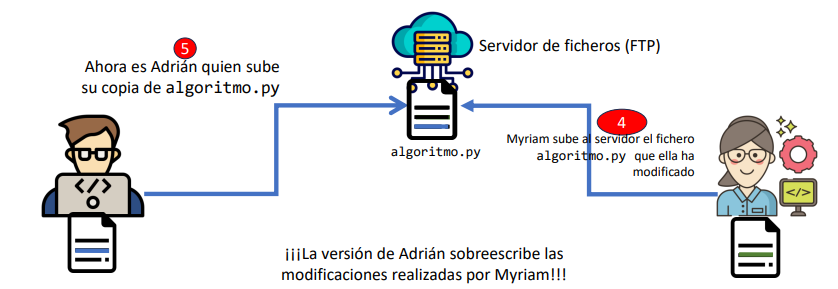 5
Ahora es Adrián quien sube
su copia de algoritmo.py
Servidor de ficheros (FTP)
algoritmo.py
4
Myriam sube al servidor el fichero
algoritmo.py que ella ha
modificado
</>
</>
¡¡¡La versión de Adrián sobreescribe las
modificaciones realizadas por Myriam!!!